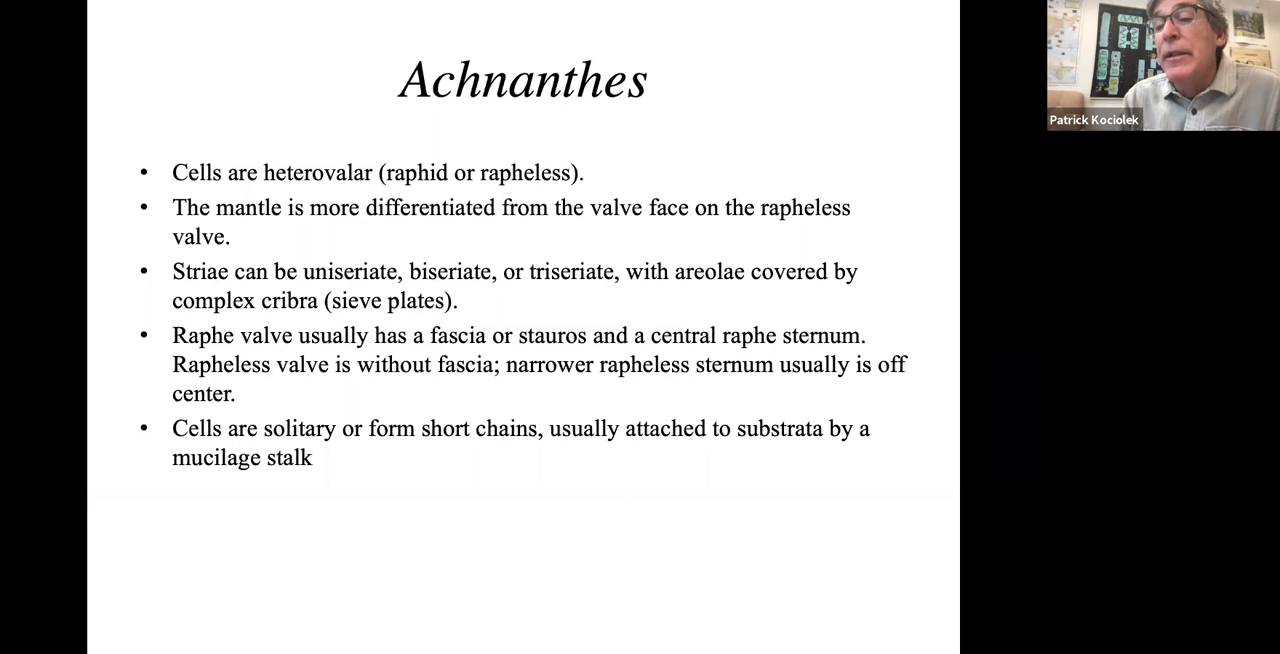 Achnanthes
• Cells are heterovalar (raphid or rapheless).
• The mantle is more differentiated from the valve face on the rapheless
valve.
• Striae can be uniseriate, biseriate, or triseriate, with areolae covered by
complex cribra (sieve plates).
• Raphe valve usually has a fascia or stauros and a central raphe sternum.
Rapheless valve is without fascia; narrower rapheless sternum usually is off
center.
• Cells are solitary or form short chains, usually attached to substrata by a
mucilage stalk
Patrick Kociolek